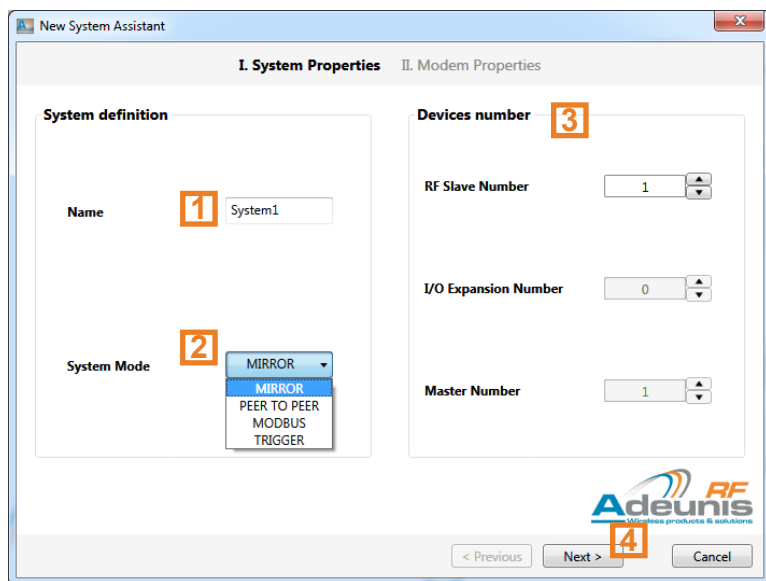 New System Assistant
I. System Properties II. Modem Properties
System definition
Name 1 System1
System Mode 2 MIRROR
MIRROR
PEER TO PEER
MODBUS
TRIGGER
Devices number 3
RF Slave Number 1
I/O Expansion Number 0
Master Number 1
Adeunis RF
Wireless products & solutions
4
< Previous Next > Cancel